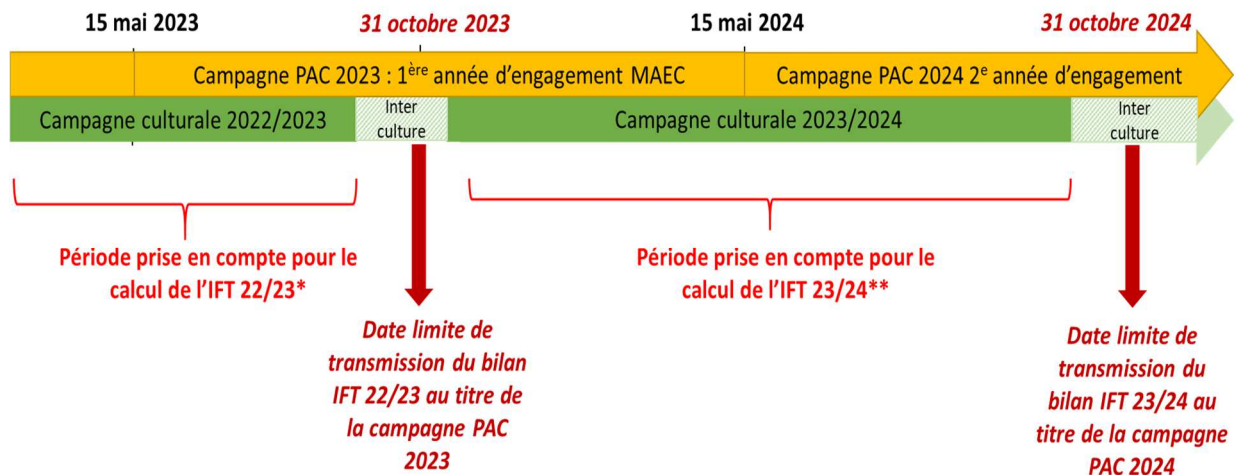 15 mai 2023
31 octobre 2023
15 mai 2024
31 octobre 2024
Campagne PAC 2023 : 1ère année d’engagement MAEC
Campagne PAC 2024 2e année d’engagement
Campagne culturale 2022/2023
Inter
culture
Campagne culturale 2023/2024
Inter
culture
Période prise en compte pour le
calcul de l’IFT 22/23*
Période prise en compte pour le
calcul de l’IFT 23/24**
Date limite de
transmission du bilan
IFT 22/23 au titre de
la campagne PAC
2023
Date limite de
transmission du
bilan IFT 23/24 au
titre de la campagne
PAC 2024